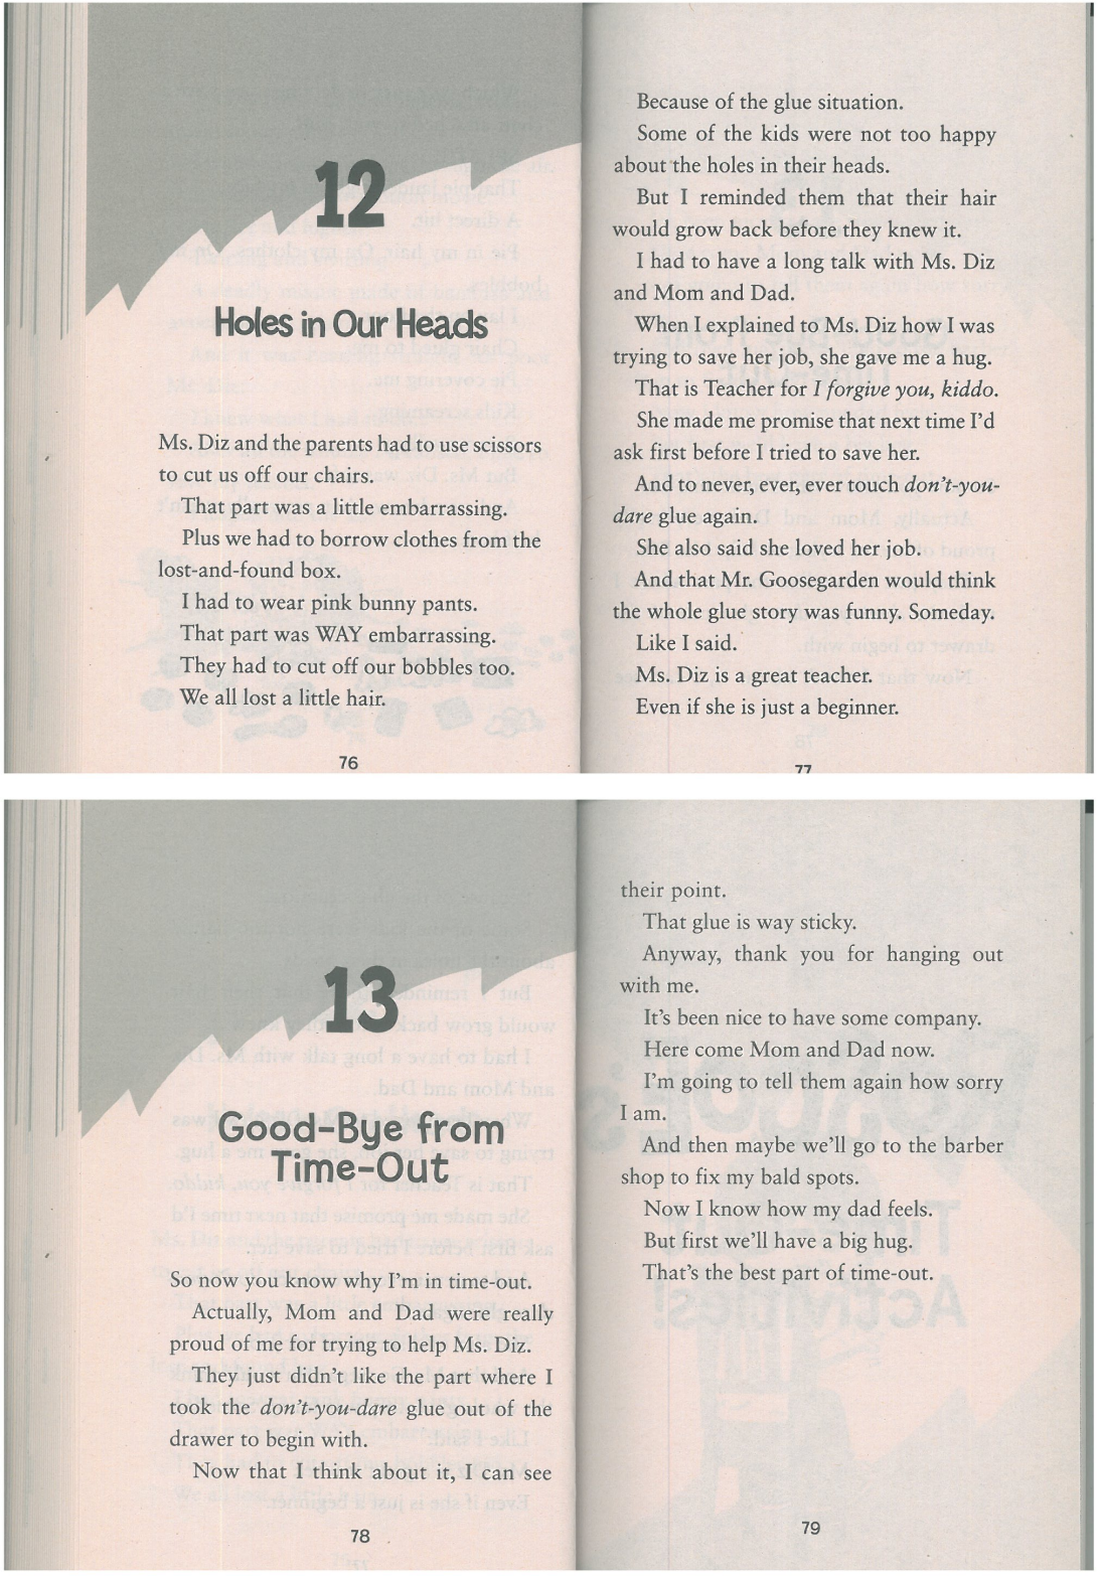 12
Holes in Our Heads
Ms. Diz and the parents had to use scissors
to cut us off our chairs.
That part was a little embarrassing.
Plus we had to borrow clothes from the
lost-and-found box.
I had to wear pink bunny pants.
That part was WAY embarrassing.
They had to cut off our bobbles too.
We all lost a little hair.
76
Because of the glue situation.
Some of the kids were not too happy
about the holes in their heads.
But I reminded them that their hair
would grow back before they knew it.
I had to have a long talk with Ms. Diz
and Mom and Dad.
When I explained to Ms. Diz how I was
trying to save her job, she gave me a hug.
That is Teacher for I forgive you, kiddo.
She made me promise that next time I'd
ask first before I tried to save her.
And to never, ever, ever touch don't-you-
dare glue again.
She also said she loved her job.
And that Mr. Goosegarden would think
the whole glue story was funny. Someday.
Like I said.
Ms. Diz is a great teacher.
Even if she is just a beginner.
77
13
Good-Bye from
Time-Out
So now you know why I'm in time-out.
Actually, Mom and Dad were really
proud of me for trying to help Ms. Diz.
They just didn't like the part where I
took the don't-you-dare glue out of the
drawer to begin with.
Now that I think about it, I can see
78
their point.
That glue is way sticky.
Anyway, thank you for hanging out
with me.
It's been nice to have some company.
Here come Mom and Dad now.
I'm going to tell them again how sorry
I am.
And then maybe we'll go to the barber
shop to fix my bald spots.
Now I know how my dad feels.
But first we'll have a big hug.
That's the best part of time-out.
79